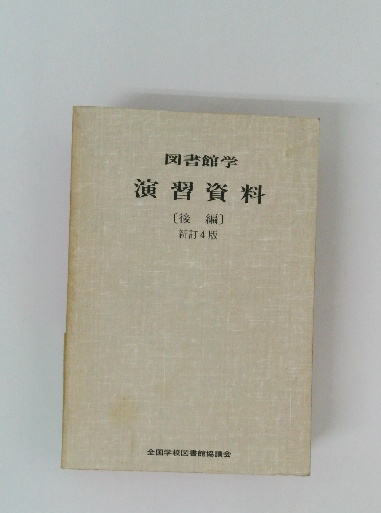 図書館学
演習資料
〔後編〕
新訂4版
全国学校図書館協議会